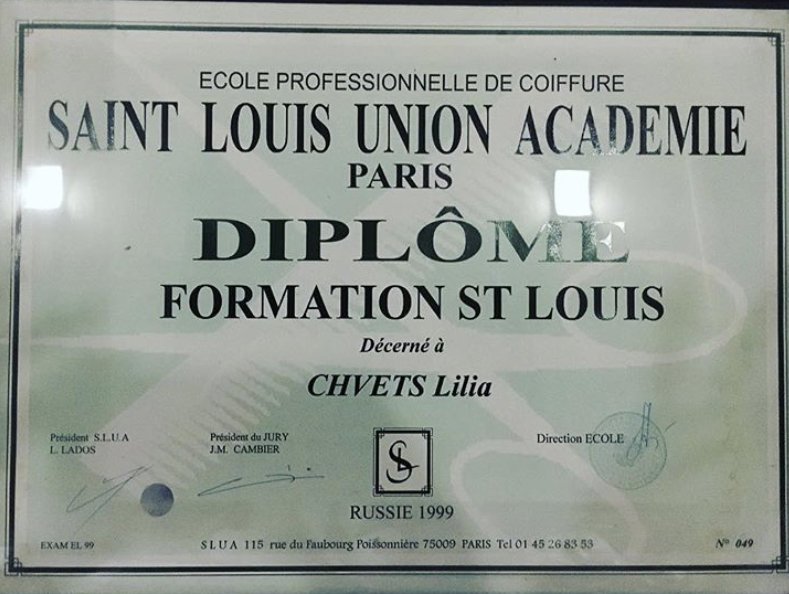 ECOLE PROFESSIONNELLE DE COIFFURE
SAINT LOUIS UNION ACADEMIE
PARIS
DIPLÔME
FORMATION ST LOUIS
Décerné à
CHVETS Lilia
Président S.L.U.A
L. LADOS
Président du JURY
J.M. CAMBIER
Direction ECOLE
SL
RUSSIE 1999
EXAM EL 99
SLUA 115 rue du Faubourg Poissonnière 75009 PARIS Tel 01 45 26 83 53
N° 049